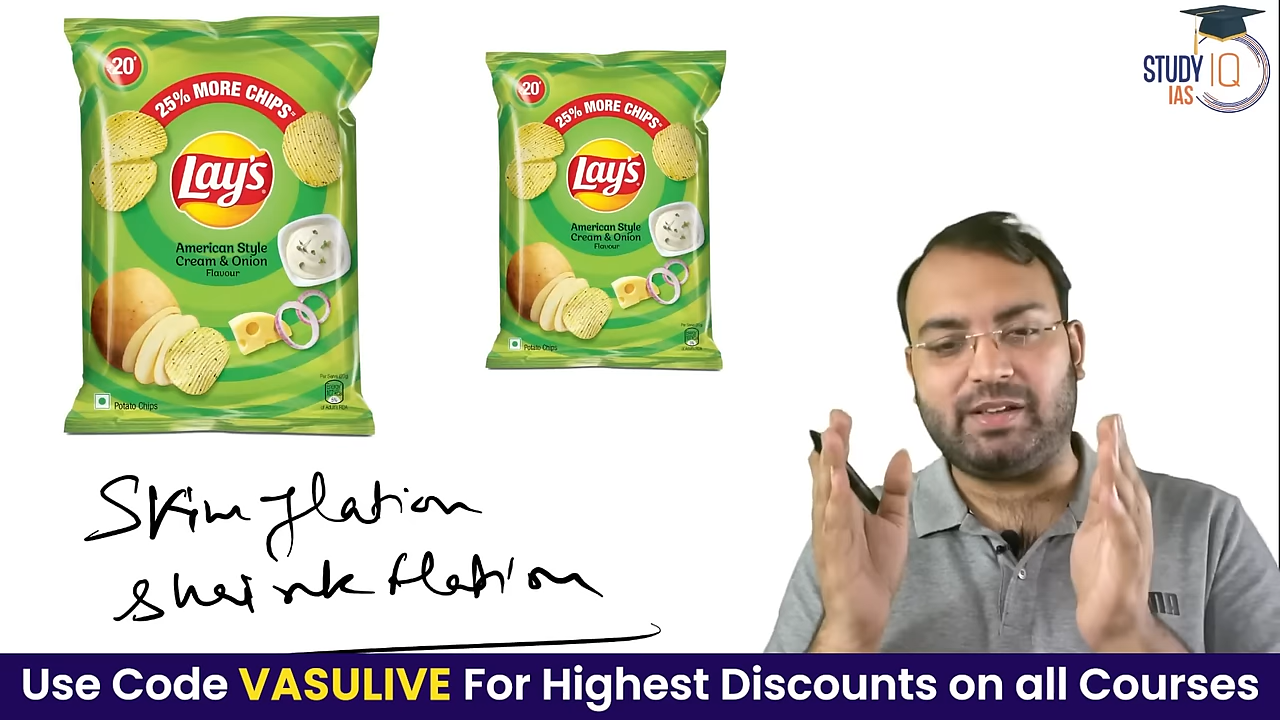 ₹20*
25% MORE CHIPS*
Lay's
American Style
Cream & Onion
Flavour
Potato Chips
₹20*
25% MORE CHIPS*
Lay's
American Style
Cream & Onion
Flavour
Potato Chips
STUDY IQ
IAS
Skimflation
Shrinkflation
Use Code VASULIVE For Highest Discounts on all Courses